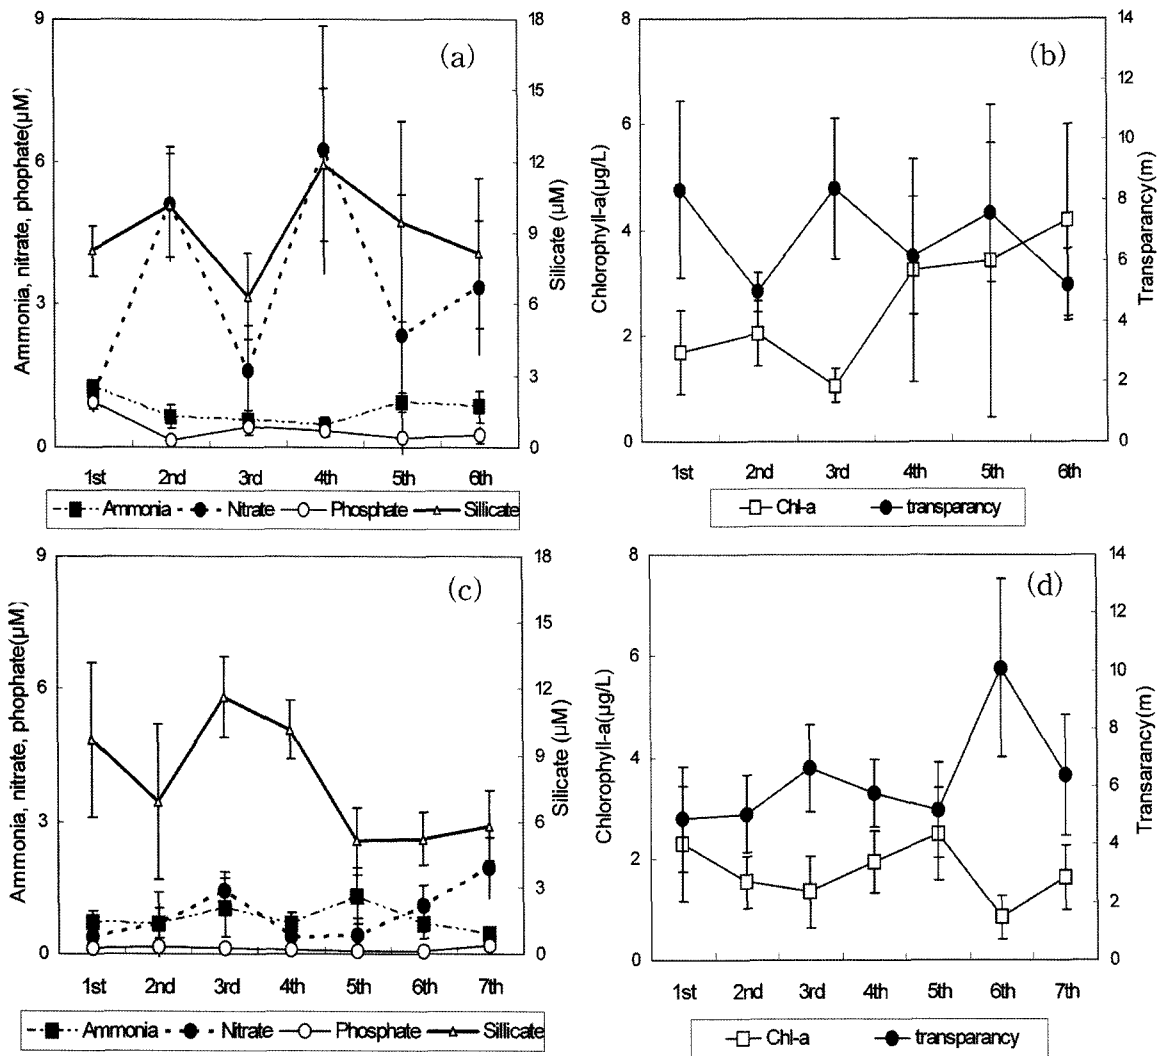 (a)
Ammonia, nitrate, phophate(μM)
9
6
3
0
18
15
12
9
6
3
0
Silicate (μM)
1st 2nd 3rd 4th 5th 6th
Ammonia Nitrate Phosphate Sillicate
(b)
Chlorophyll-a(μg/L)
8
6
4
2
0
14
12
10
8
6
4
2
0
Transparency(m)
1st 2nd 3rd 4th 5th 6th
Chl-a transparancy
(c)
Ammonia, nitrate, phophate(μM)
9
6
3
0
18
15
12
9
6
3
0
Silicate (μM)
1st 2nd 3rd 4th 5th 6th 7th
Ammonia Nitrate Phosphate Sillicate
(d)
Chlorophyll-a(μg/L)
8
6
4
2
0
14
12
10
8
6
4
2
0
Transarancy(m)
1st 2nd 3rd 4th 5th 6th 7th
Chl-a transparancy